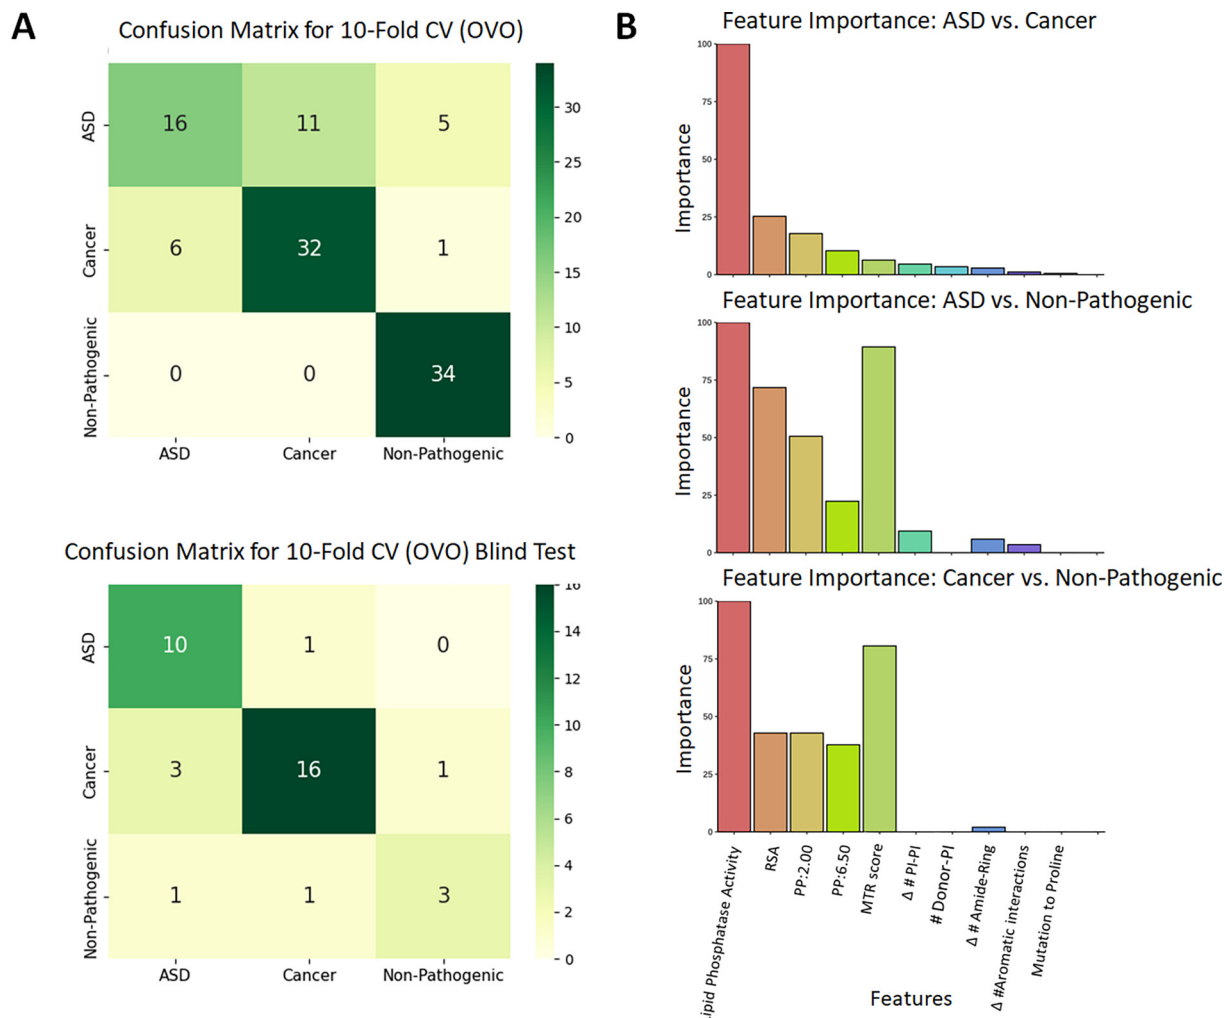 A
Confusion Matrix for 10-Fold CV (OVO)
ASD
16 11 5
Cancer
6 32 1
Non-Pathogenic
0 0 34
ASD Cancer Non-Pathogenic
30
25
20
15
10
5
0
Confusion Matrix for 10-Fold CV (OVO) Blind Test
ASD
10 1 0
Cancer
3 16 1
Non-Pathogenic
1 1 3
ASD Cancer Non-Pathogenic
16
14
12
10
8
6
4
2
0
B
Feature Importance: ASD vs. Cancer
Importance
100
75
50
25
0
Feature Importance: ASD vs. Non-Pathogenic
Importance
100
75
50
25
0
Feature Importance: Cancer vs. Non-Pathogenic
Importance
100
75
50
25
0
ipid Phosphatase Activity
RSA
PP:2.00
PP:6.50
MTR score
Δ # PI-PI
# Donor-PI
Δ # Amide-Ring
Δ #Aromatic interactions
Mutation to Proline
Features